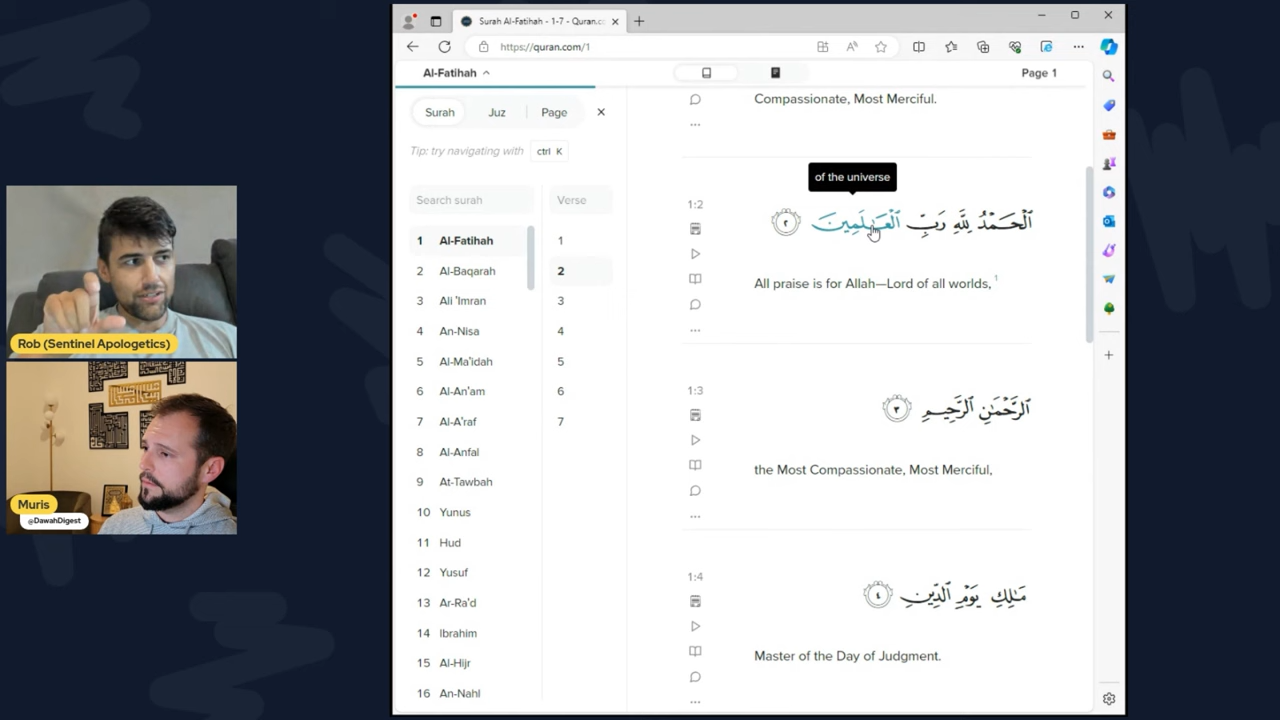 Surah Al-Fatihah - 1-7 - Quran.c
https://quran.com/1
Al-Fatihah
Page 1
Surah
Juz
Page
Tip: try navigating with
ctrl K
Search surah
Verse
1 Al-Fatihah
2 Al-Baqarah
3 Ali 'Imran
4 An-Nisa
5 Al-Ma'idah
6 Al-An'am
7 Al-A'raf
8 Al-Anfal
9 At-Tawbah
10 Yunus
11 Hud
12 Yusuf
13 Ar-Ra'd
14 Ibrahim
15 Al-Hijr
16 An-Nahl
1
2
3
4
5
6
7
Compassionate, Most Merciful.
of the universe
1:2
ٱلْحَمْدُ لِلَّهِ رَبِّ ٱلْعَـٰلَمِينَ ٢
All praise is for Allah—Lord of all worlds, 1
1:3
ٱلرَّحْمَـٰنِ ٱلرَّحِيمِ ٣
the Most Compassionate, Most Merciful,
1:4
مَـٰلِكِ يَوْمِ ٱلدِّينِ ٤
Master of the Day of Judgment.
Rob (Sentinel Apologetics)
Muris
@DawahDigest